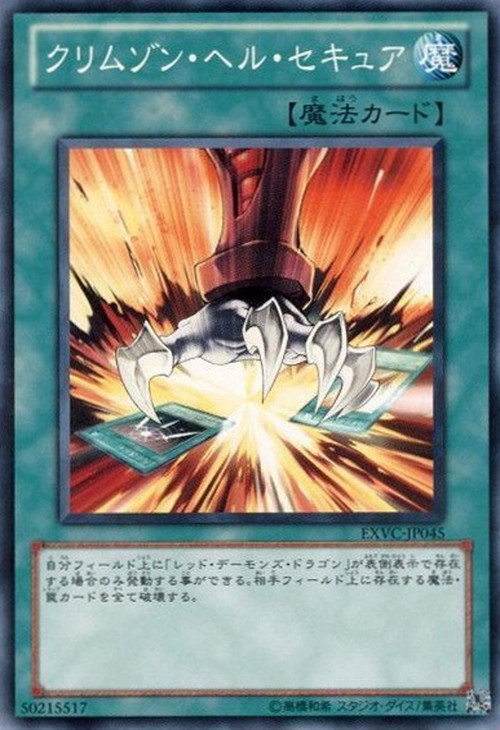 クリムゾン・ヘル・セキュア 魔
【魔法カード】
EXVC-JP045
自分フィールド上に「レッド・デーモンズ・ドラゴン」が表側表示で存在
する場合のみ発動する事ができる。相手フィールド上に存在する魔法・
罠カードを全て破壊する。
50215517 ©高橋和希 スタジオ・ダイス/集英社